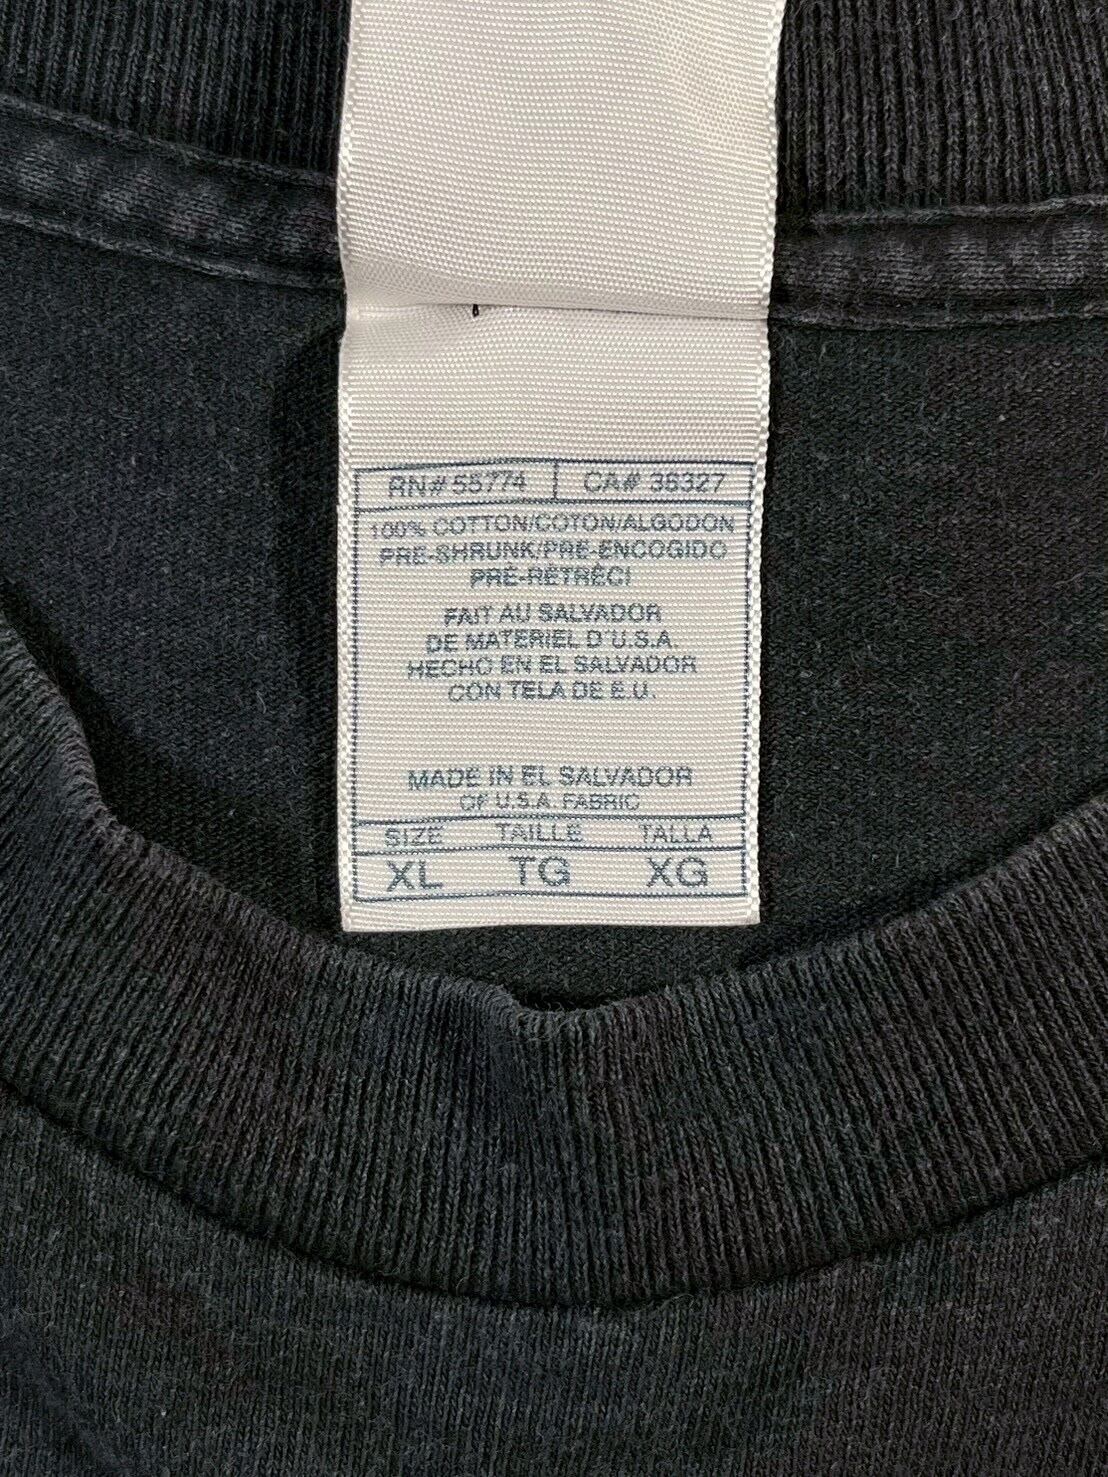 RN# 55774 CA# 36327
100% COTTON/COTON/ALGODON
PRE-SHRUNK/PRE-ENCOGIDO
PRÉ-RÉTRÉCI
FAIT AU SALVADOR
DE MATERIEL D'U.S.A.
HECHO EN EL SALVADOR
CON TELA DE E.U.
MADE IN EL SALVADOR
OF U.S.A. FABRIC
SIZE TAILLE TALLA
XL TG XG